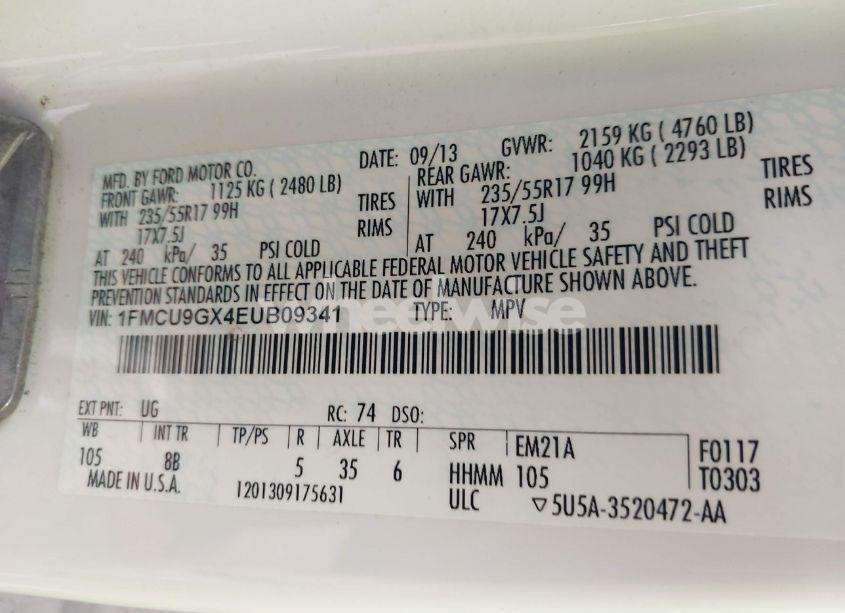 MFD. BY FORD MOTOR CO.
DATE: 09/13 GVWR: 2159 KG ( 4760 LB)
FRONT GAWR: 1125 KG ( 2480 LB)
REAR GAWR: 1040 KG ( 2293 LB)
WITH 235/55R17 99H TIRES
WITH 235/55R17 99H TIRES
17X7.5J RIMS
17X7.5J RIMS
AT 240 kPa/ 35 PSI COLD
AT 240 kPa/ 35 PSI COLD
THIS VEHICLE CONFORMS TO ALL APPLICABLE FEDERAL MOTOR VEHICLE SAFETY AND THEFT
PREVENTION STANDARDS IN EFFECT ON THE DATE OF MANUFACTURE SHOWN ABOVE.
VIN: 1FMCU9GX4EUB09341 TYPE: MPV
wheelwise
EXT PNT: UG RC: 74 DSO:
WB INT TR TP/PS R AXLE TR SPR EM21A F0117
105 8B 5 35 6 HHMM 105 T0303
MADE IN U.S.A. 1201309175631 ULC ▽5U5A-3520472-AA